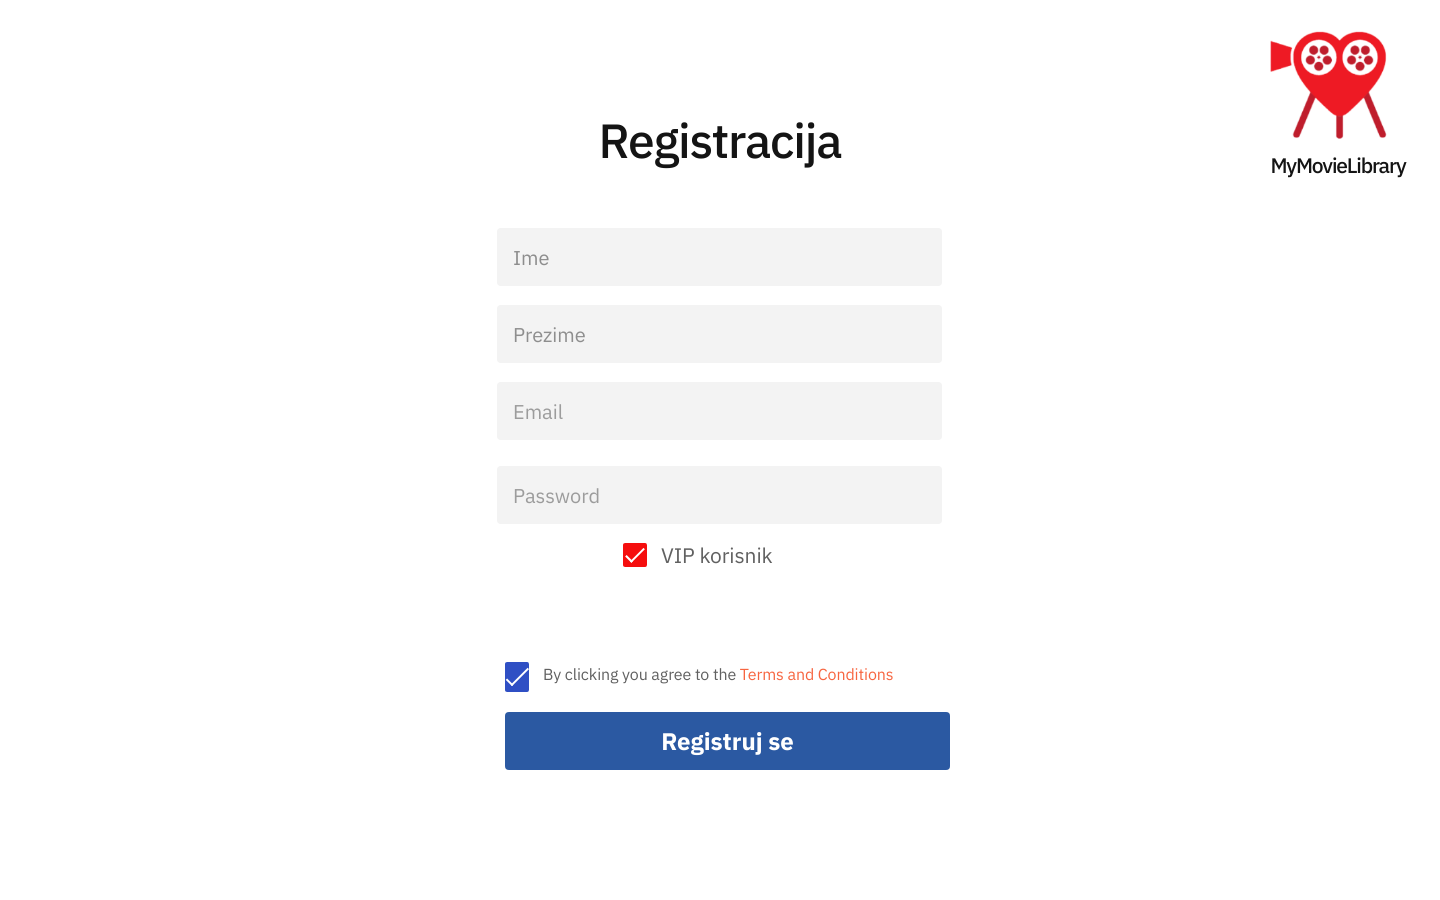 MyMovieLibrary
Registracija
Ime
Prezime
Email
Password
VIP korisnik
By clicking you agree to the Terms and Conditions
Registruj se